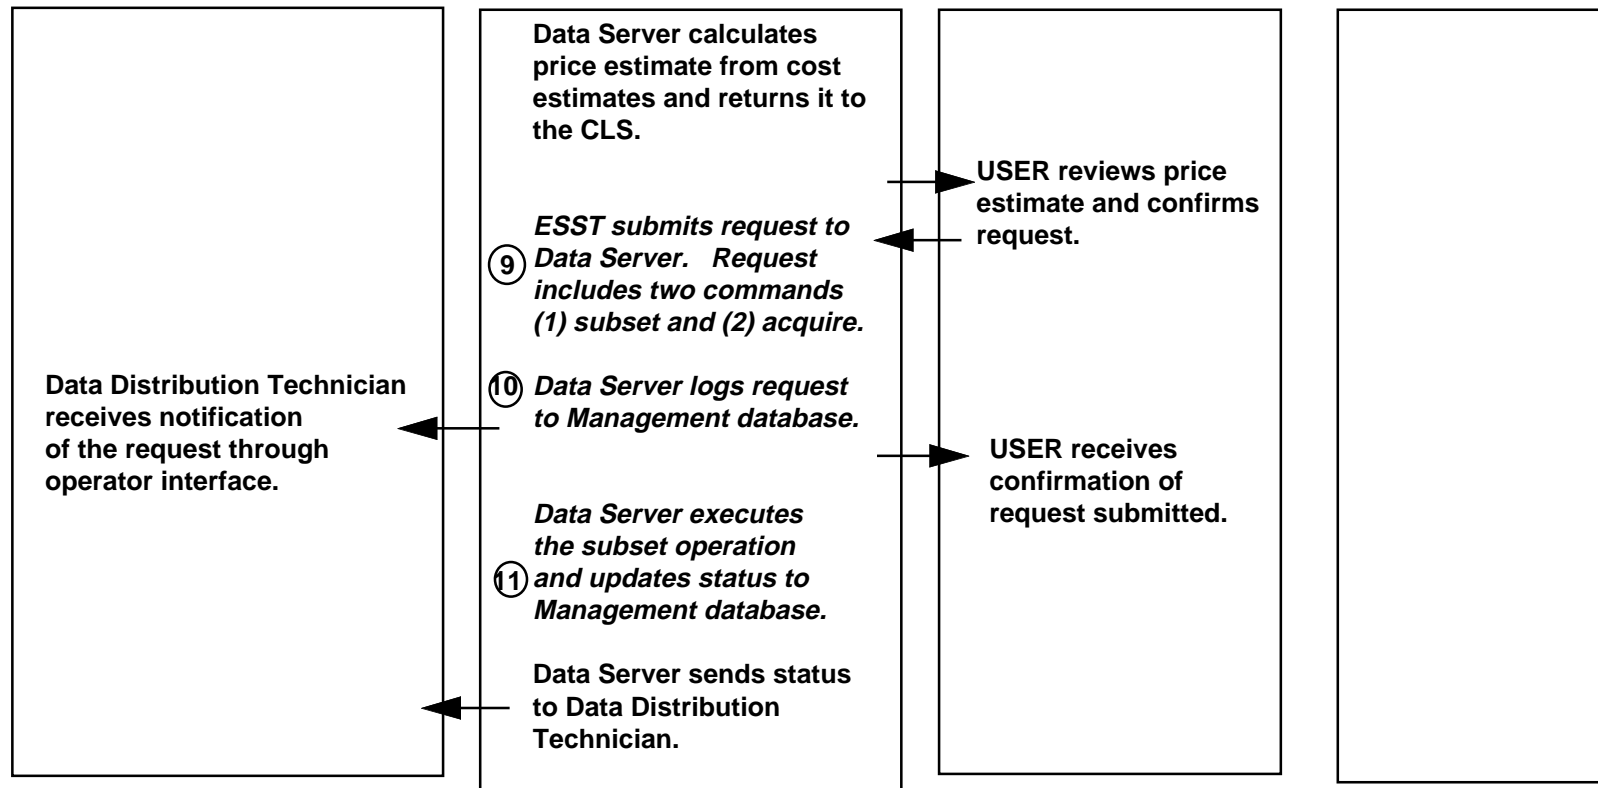 Data Server calculates
price estimate from cost
estimates and returns it to
the CLS.
USER reviews price
estimate and confirms
request.
9
ESST submits request to
Data Server.   Request
includes two commands
(1) subset and (2) acquire.
Data Distribution Technician
receives notification
of the request through
operator interface.
10
Data Server logs request
to Management database.
USER receives
confirmation of
request submitted.
11
Data Server executes
the subset operation
and updates status to
Management database.
Data Server sends status
to Data Distribution
Technician.